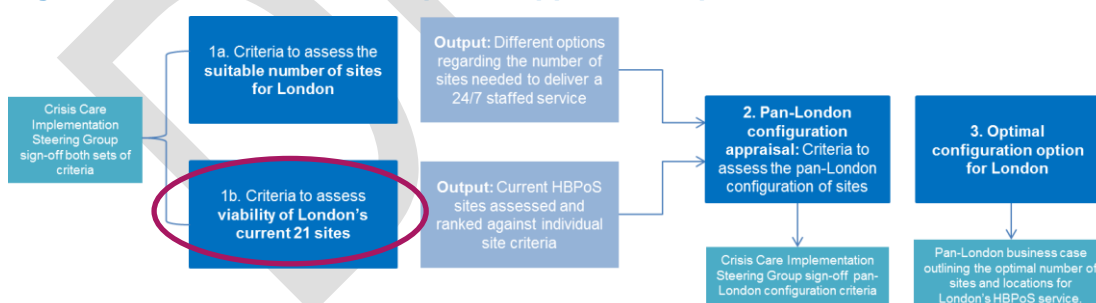 1a. Criteria to assess the
suitable number of sites
for London
Output: Different options
regarding the number of
sites needed to deliver a
24/7 staffed service
Crisis Care
Implementation
Steering Group
sign-off both sets of
criteria
2. Pan-London
configuration
appraisal: Criteria to
assess the pan-London
configuration of sites
3. Optimal
configuration option
for London
1b. Criteria to assess
viability of London's
current 21 sites
Output: Current HBPoS
sites assessed and
ranked against individual
site criteria
Crisis Care Implementation
Steering Group sign-off pan-
London configuration criteria
Pan-London business case
outlining the optimal number of
sites and locations for
London's HBPoS service.